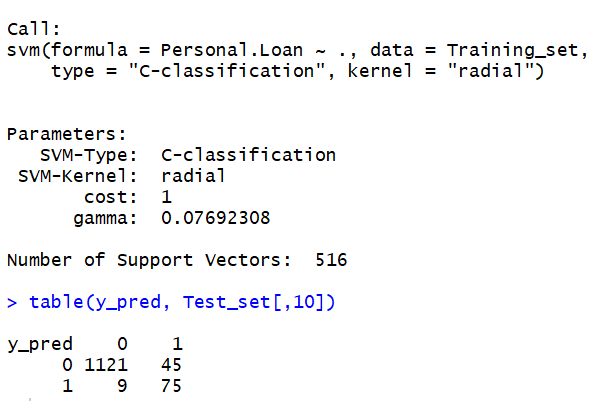 Call:
svm(formula = Personal.Loan ~ ., data = Training_set,
    type = "C-classification", kernel = "radial")
Parameters:
   SVM-Type:  C-classification
 SVM-Kernel:  radial
       cost:  1
      gamma:  0.07692308
Number of Support Vectors:  516
> table(y_pred, Test_set[,10])
y_pred    0    1
     0 1121   45
     1    9   75